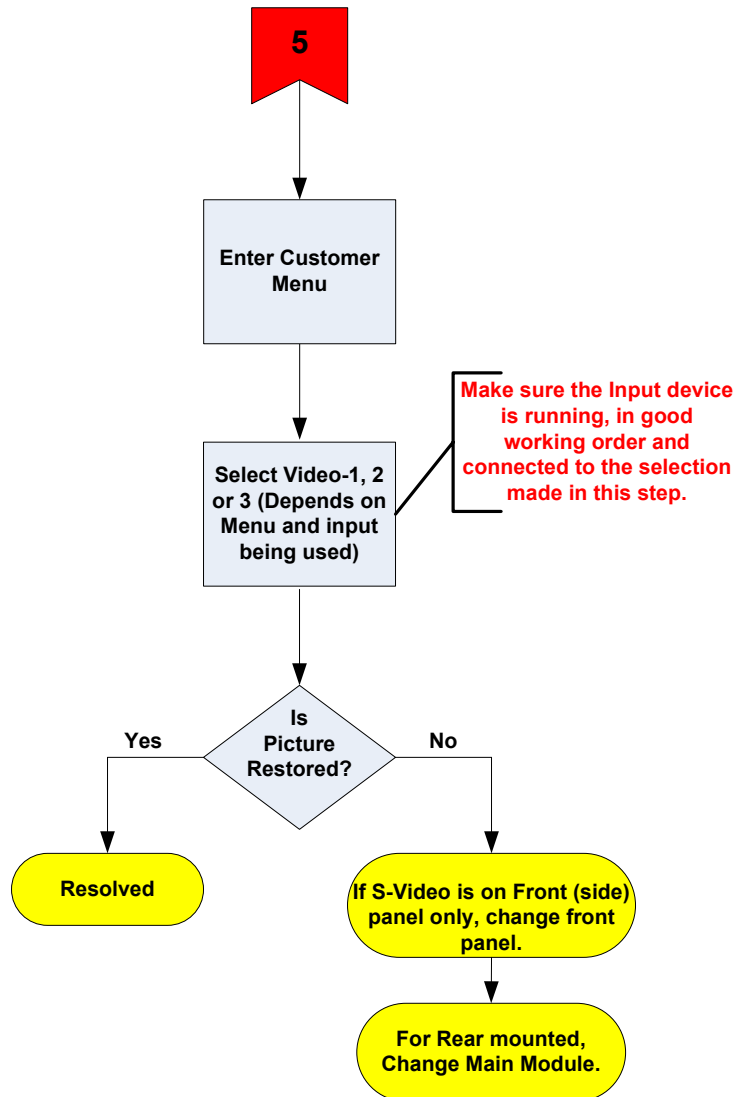 5
Enter Customer
Menu
Make sure the Input device
is running, in good
working order and
connected to the selection
made in this step.
Select Video-1, 2
or 3 (Depends on
Menu and input
being used)
Is
Picture
Restored?
Yes
No
Resolved
If S-Video is on Front (side)
panel only, change front
panel.
For Rear mounted,
Change Main Module.